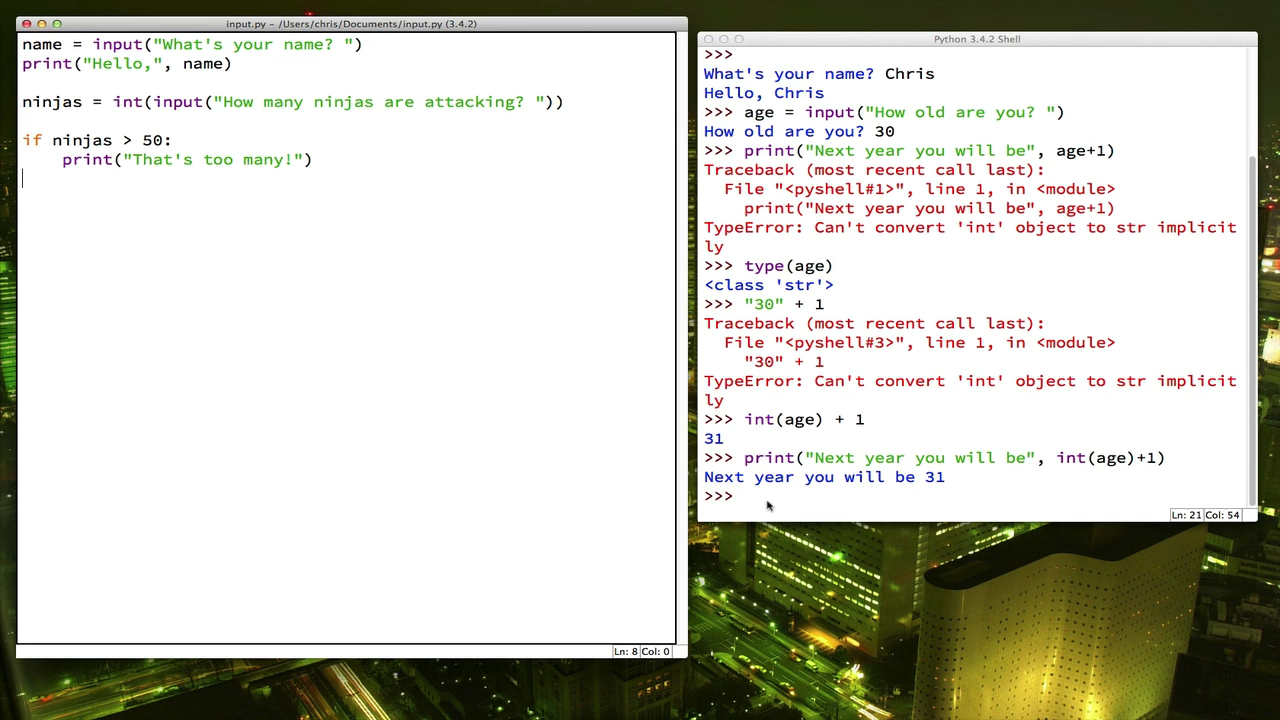 input.py – /Users/chris/Documents/input.py (3.4.2)
name = input("What's your name? ")
print("Hello,", name)
ninjas = int(input("How many ninjas are attacking? "))
if ninjas > 50:
    print("That's too many!")
Ln: 8 Col: 0
Python 3.4.2 Shell
>>>
What's your name? Chris
Hello, Chris
>>> age = input("How old are you? ")
How old are you? 30
>>> print("Next year you will be", age+1)
Traceback (most recent call last):
  File "<pyshell#1>", line 1, in <module>
    print("Next year you will be", age+1)
TypeError: Can't convert 'int' object to str implicit
ly
>>> type(age)
<class 'str'>
>>> "30" + 1
Traceback (most recent call last):
  File "<pyshell#3>", line 1, in <module>
    "30" + 1
TypeError: Can't convert 'int' object to str implicit
ly
>>> int(age) + 1
31
>>> print("Next year you will be", int(age)+1)
Next year you will be 31
>>>
Ln: 21 Col: 54